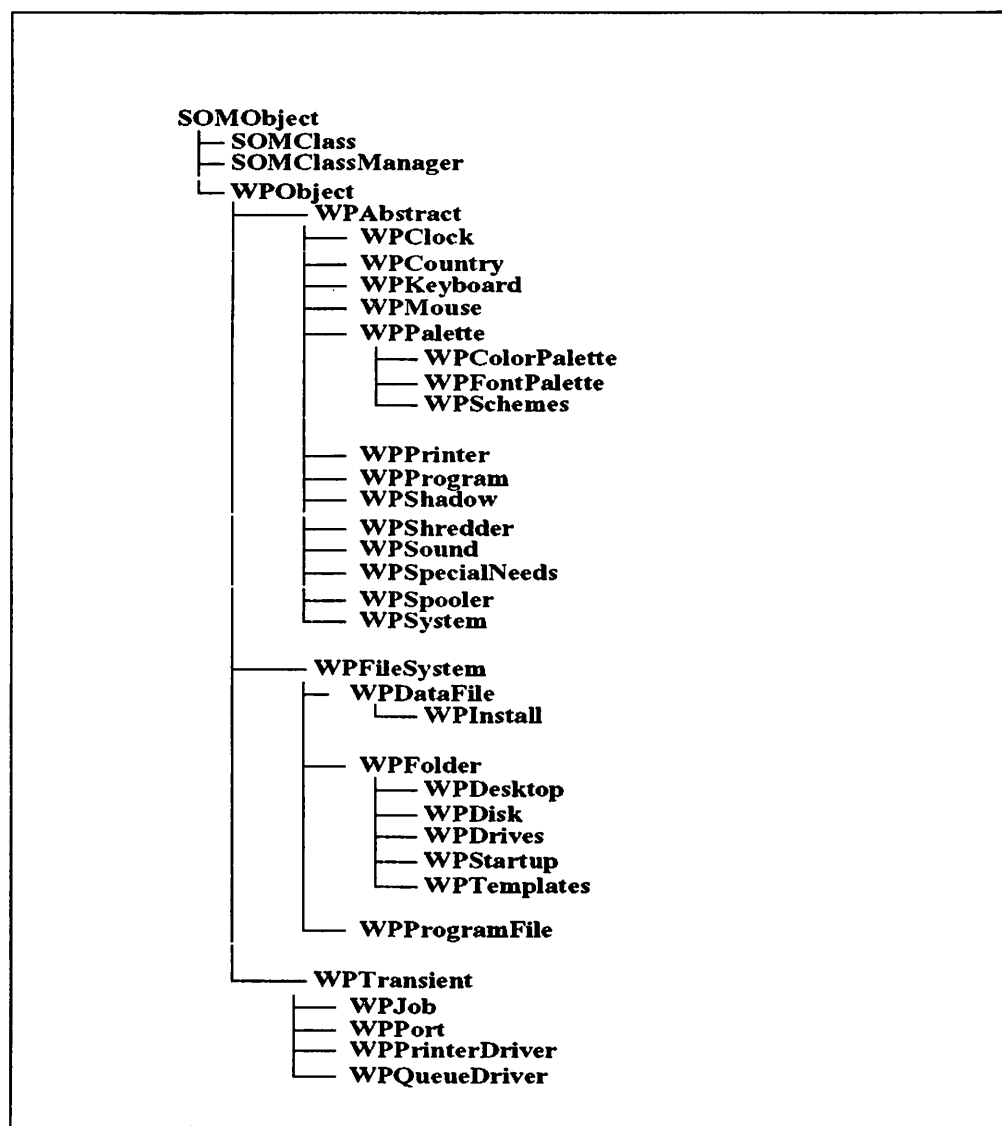 SOMObject
SOMClass
SOMClassManager
WPObject
WPAbstract
WPClock
WPCountry
WPKeyboard
WPMouse
WPPalette
WPColorPalette
WPFontPalette
WPSchemes
WPPrinter
WPProgram
WPShadow
WPShredder
WPSound
WPSpecialNeeds
WPSpooler
WPSystem
WPFileSystem
WPDataFile
WPInstall
WPFolder
WPDesktop
WPDisk
WPDrives
WPStartup
WPTemplates
WPProgramFile
WPTransient
WPJob
WPPort
WPPrinterDriver
WPQueueDriver